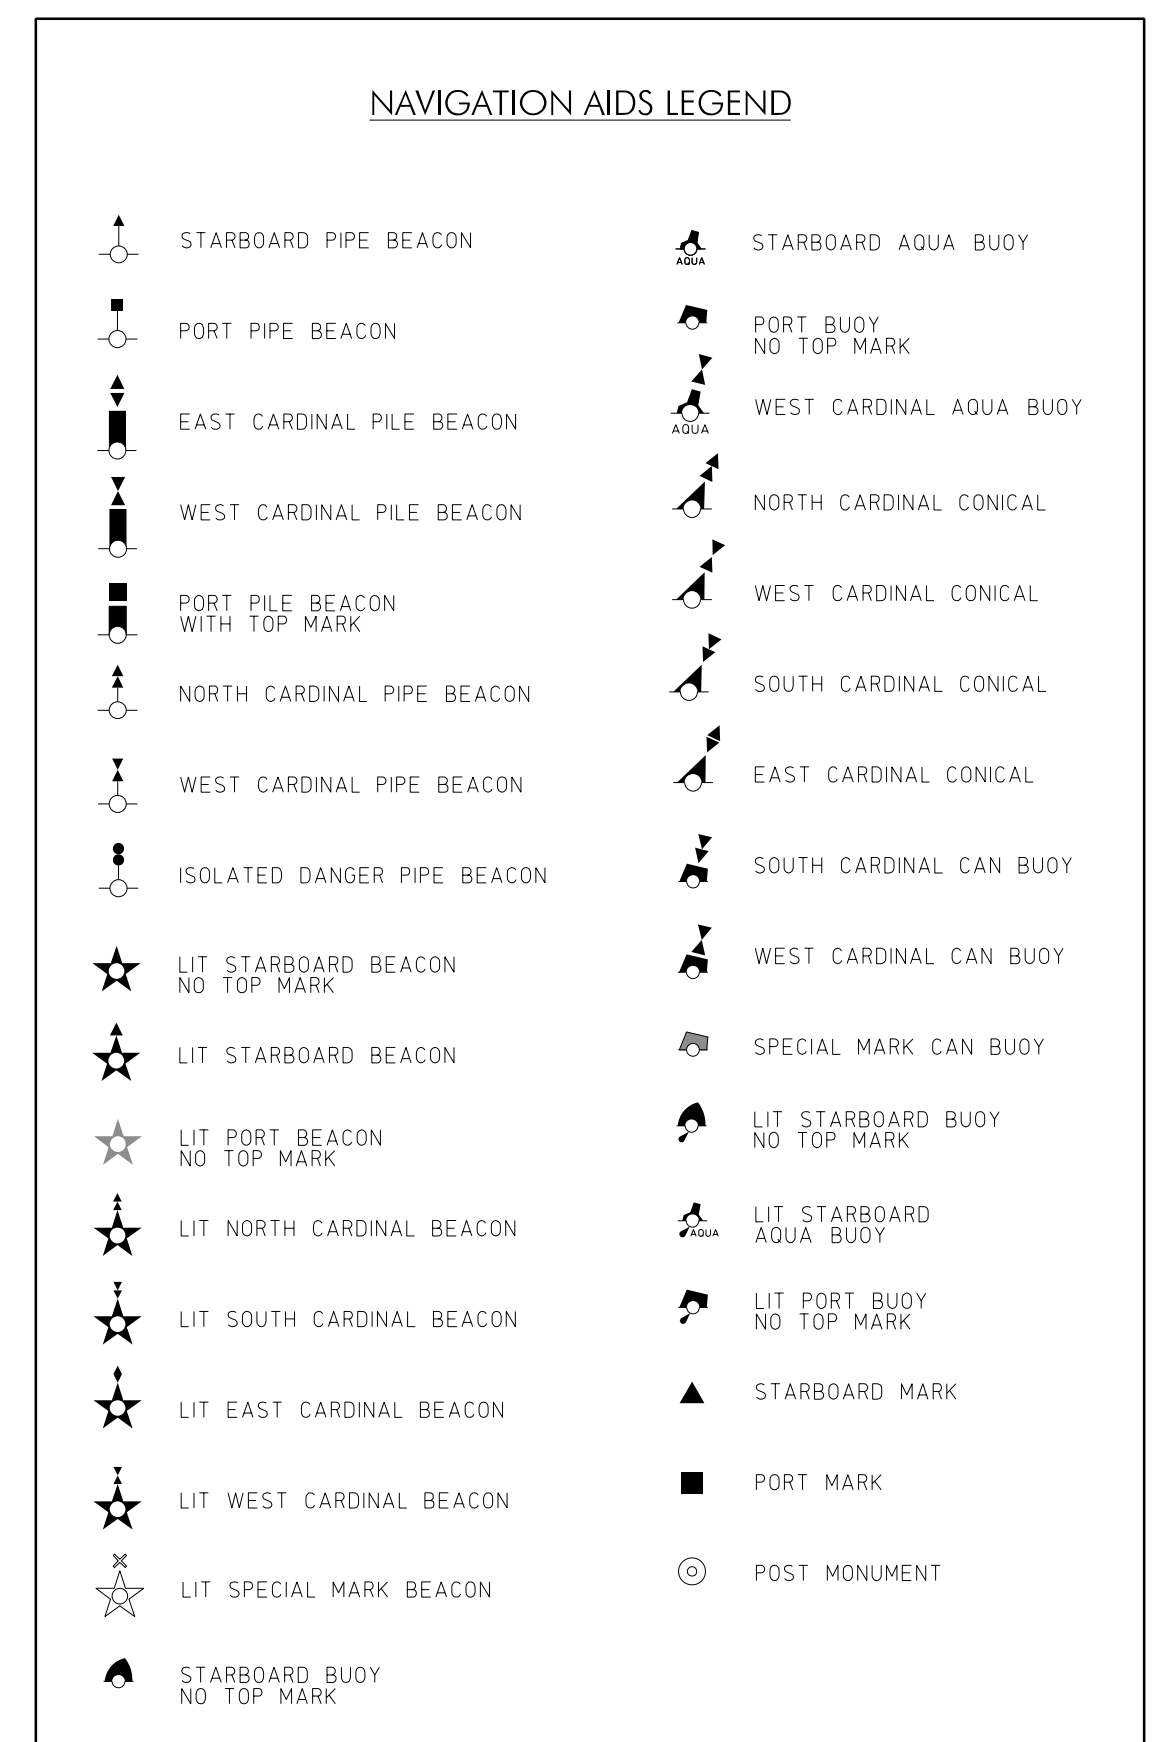 NAVIGATION AIDS LEGEND
STARBOARD PIPE BEACON
PORT PIPE BEACON
EAST CARDINAL PILE BEACON
WEST CARDINAL PILE BEACON
PORT PILE BEACON
WITH TOP MARK
NORTH CARDINAL PIPE BEACON
WEST CARDINAL PIPE BEACON
ISOLATED DANGER PIPE BEACON
LIT STARBOARD BEACON
NO TOP MARK
LIT STARBOARD BEACON
LIT PORT BEACON
NO TOP MARK
LIT NORTH CARDINAL BEACON
LIT SOUTH CARDINAL BEACON
LIT EAST CARDINAL BEACON
LIT WEST CARDINAL BEACON
LIT SPECIAL MARK BEACON
STARBOARD BUOY
NO TOP MARK
AQUA
STARBOARD AQUA BUOY
PORT BUOY
NO TOP MARK
WEST CARDINAL AQUA BUOY
AQUA
NORTH CARDINAL CONICAL
WEST CARDINAL CONICAL
SOUTH CARDINAL CONICAL
EAST CARDINAL CONICAL
SOUTH CARDINAL CAN BUOY
WEST CARDINAL CAN BUOY
SPECIAL MARK CAN BUOY
LIT STARBOARD BUOY
NO TOP MARK
LIT STARBOARD
AQUA BUOY
AQUA
LIT PORT BUOY
NO TOP MARK
STARBOARD MARK
PORT MARK
POST MONUMENT